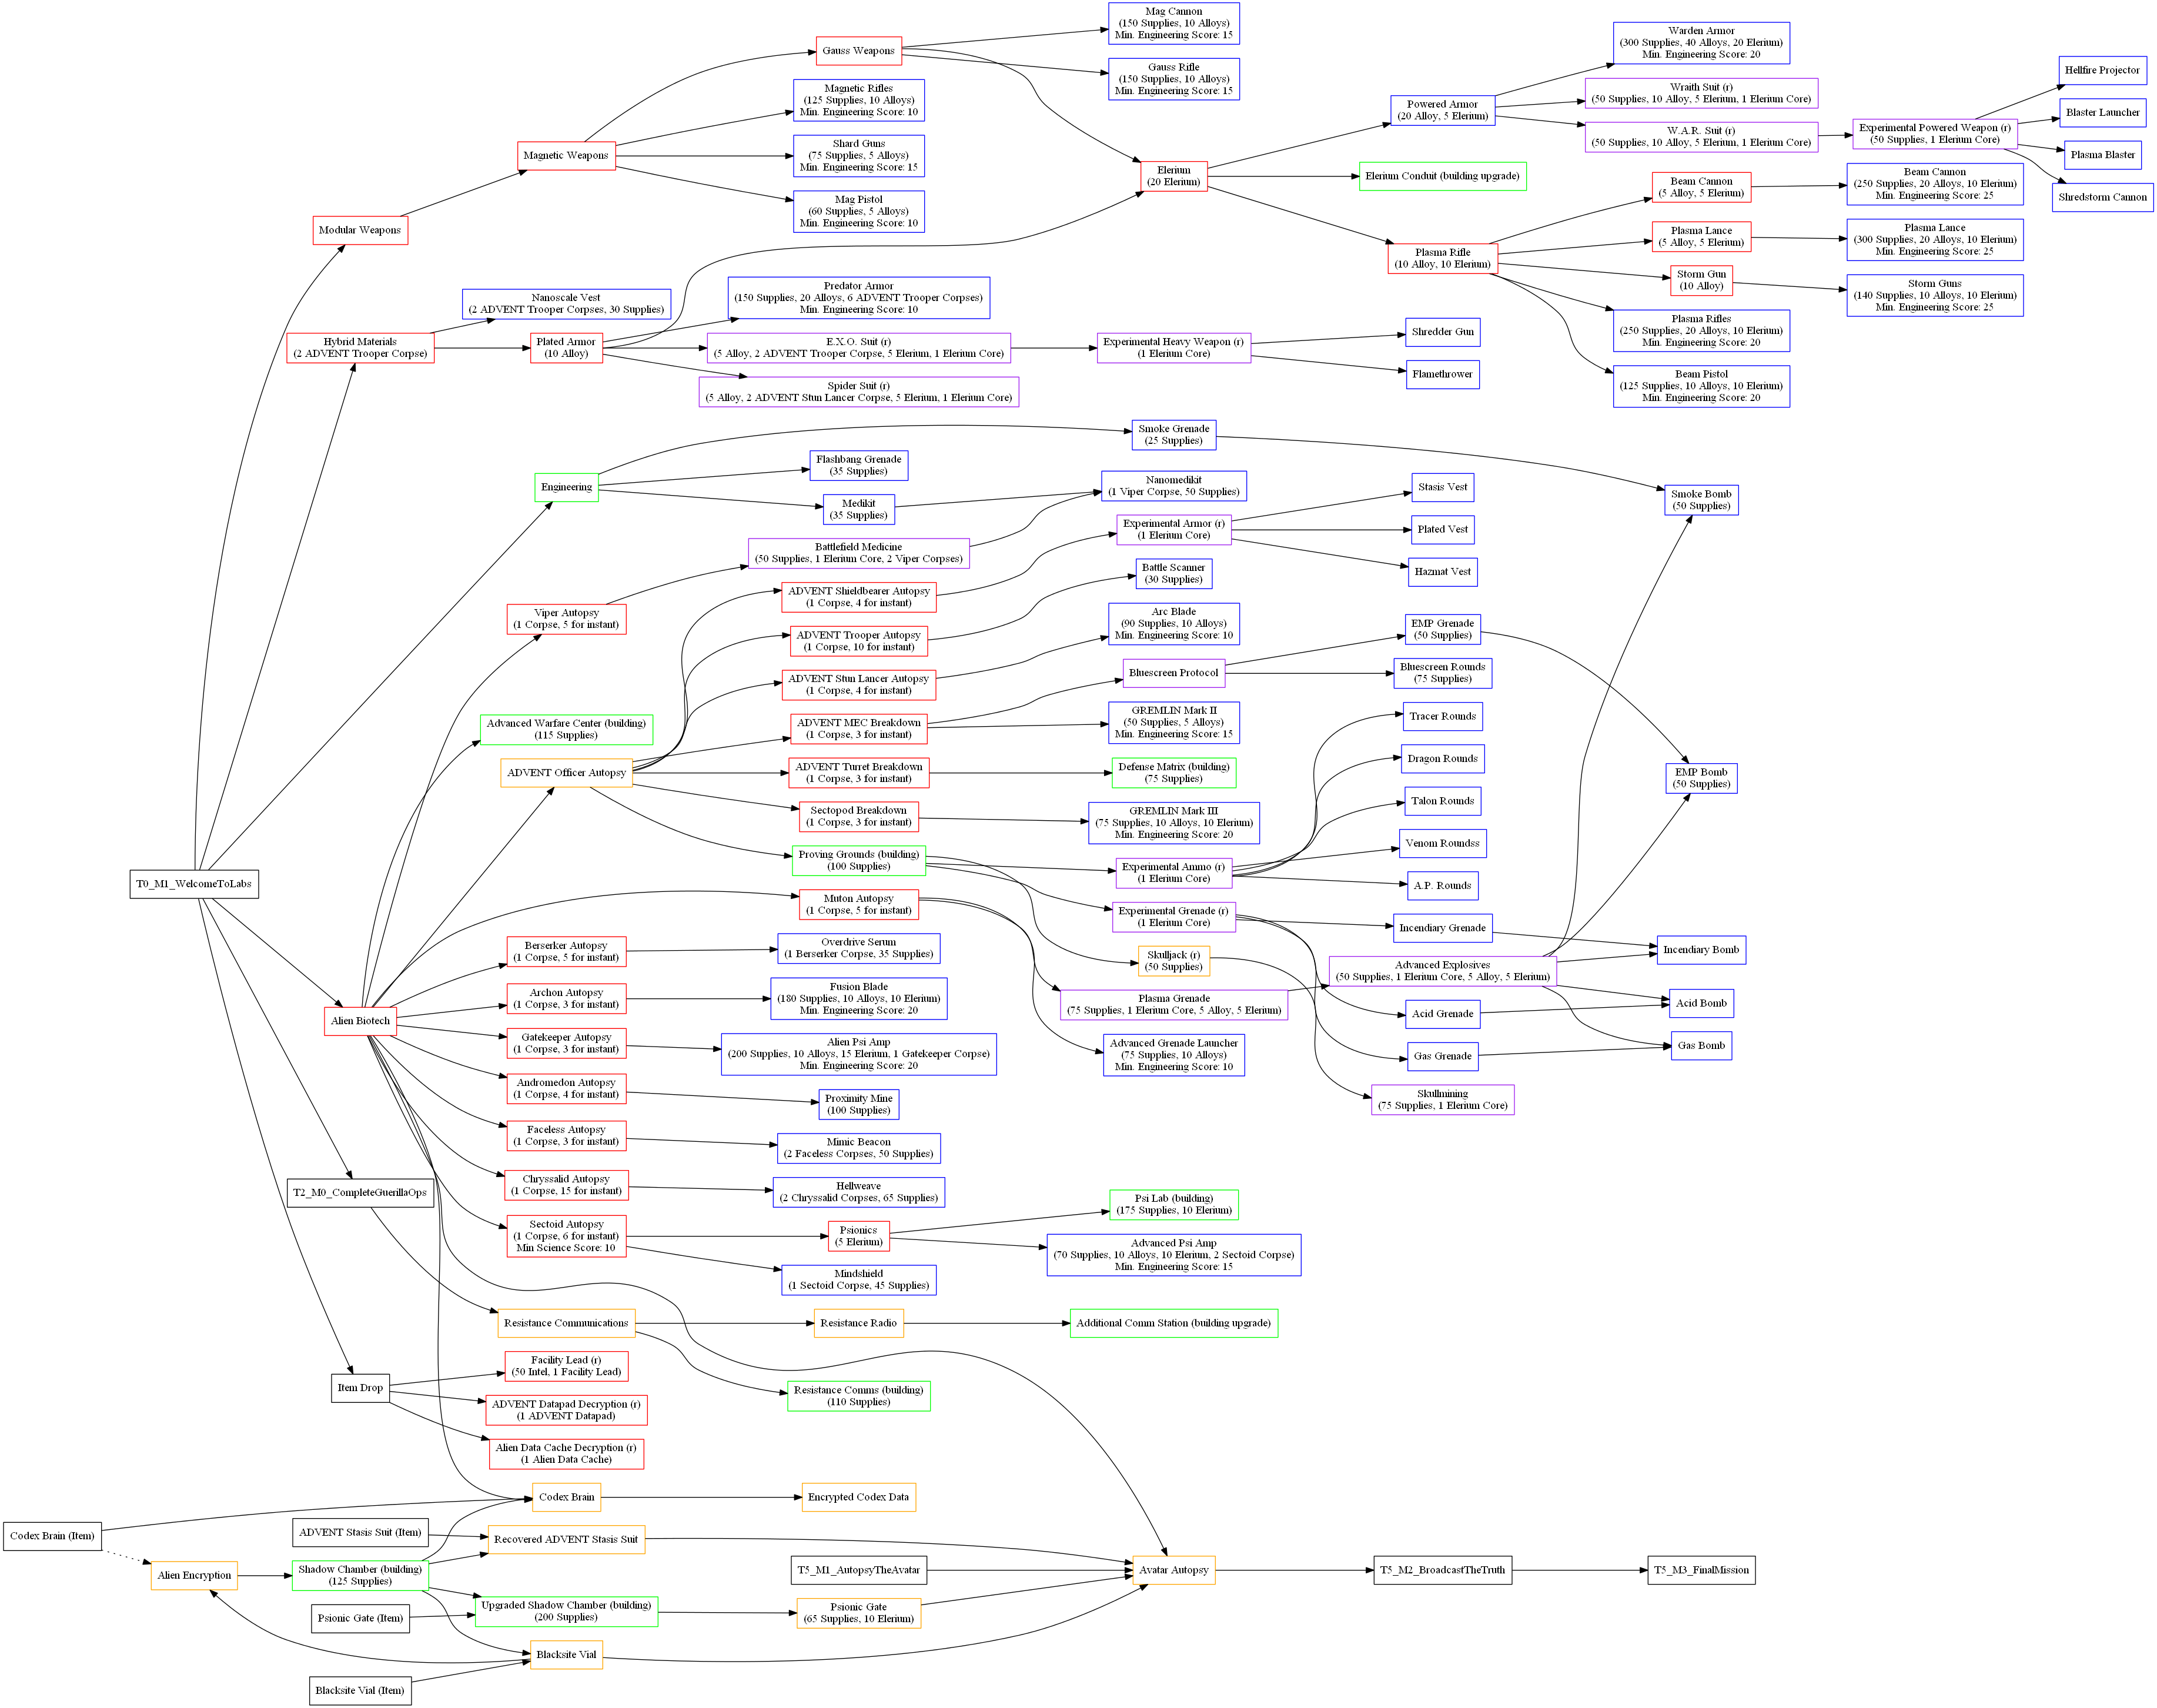 Mag Cannon
(150 Supplies, 10 Alloys)
Min. Engineering Score: 15
Gauss Weapons
Gauss Rifle
(150 Supplies, 10 Alloys)
Min. Engineering Score: 15
Warden Armor
(300 Supplies, 40 Alloys, 20 Elerium)
Min. Engineering Score: 20
Hellfire Projector
Magnetic Rifles
(125 Supplies, 10 Alloys)
Min. Engineering Score: 10
Powered Armor
(20 Alloy, 5 Elerium)
Wraith Suit (r)
(50 Supplies, 10 Alloy, 5 Elerium, 1 Elerium Core)
Blaster Launcher
Magnetic Weapons
Shard Guns
(75 Supplies, 5 Alloys)
Min. Engineering Score: 15
W.A.R. Suit (r)
(50 Supplies, 10 Alloy, 5 Elerium, 1 Elerium Core)
Experimental Powered Weapon (r)
(50 Supplies, 1 Elerium Core)
Plasma Blaster
Elerium
(20 Elerium)
Elerium Conduit (building upgrade)
Beam Cannon
(5 Alloy, 5 Elerium)
Beam Cannon
(250 Supplies, 20 Alloys, 10 Elerium)
Min. Engineering Score: 25
Shredstorm Cannon
Mag Pistol
(60 Supplies, 5 Alloys)
Min. Engineering Score: 10
Modular Weapons
Plasma Rifle
(10 Alloy, 10 Elerium)
Plasma Lance
(5 Alloy, 5 Elerium)
Plasma Lance
(300 Supplies, 20 Alloys, 10 Elerium)
Min. Engineering Score: 25
Storm Gun
(10 Alloy)
Storm Guns
(140 Supplies, 10 Alloys, 10 Elerium)
Min. Engineering Score: 25
Nanoscale Vest
(2 ADVENT Trooper Corpses, 30 Supplies)
Predator Armor
(150 Supplies, 20 Alloys, 6 ADVENT Trooper Corpses)
Min. Engineering Score: 10
Plasma Rifles
(250 Supplies, 20 Alloys, 10 Elerium)
Min. Engineering Score: 20
Hybrid Materials
(2 ADVENT Trooper Corpse)
Plated Armor
(10 Alloy)
E.X.O. Suit (r)
(5 Alloy, 2 ADVENT Trooper Corpse, 5 Elerium, 1 Elerium Core)
Experimental Heavy Weapon (r)
(1 Elerium Core)
Shredder Gun
Flamethrower
Beam Pistol
(125 Supplies, 10 Alloys, 10 Elerium)
Min. Engineering Score: 20
Spider Suit (r)
(5 Alloy, 2 ADVENT Stun Lancer Corpse, 5 Elerium, 1 Elerium Core)
Smoke Grenade
(25 Supplies)
Flashbang Grenade
(35 Supplies)
Engineering
Medikit
(35 Supplies)
Nanomedikit
(1 Viper Corpse, 50 Supplies)
Stasis Vest
Smoke Bomb
(50 Supplies)
Experimental Armor (r)
(1 Elerium Core)
Plated Vest
Battlefield Medicine
(50 Supplies, 1 Elerium Core, 2 Viper Corpses)
Battle Scanner
(30 Supplies)
Hazmat Vest
ADVENT Shieldbearer Autopsy
(1 Corpse, 4 for instant)
Viper Autopsy
(1 Corpse, 5 for instant)
Arc Blade
(90 Supplies, 10 Alloys)
Min. Engineering Score: 10
ADVENT Trooper Autopsy
(1 Corpse, 10 for instant)
EMP Grenade
(50 Supplies)
ADVENT Stun Lancer Autopsy
(1 Corpse, 4 for instant)
Bluescreen Protocol
Bluescreen Rounds
(75 Supplies)
Advanced Warfare Center (building)
(115 Supplies)
ADVENT MEC Breakdown
(1 Corpse, 3 for instant)
GREMLIN Mark II
(50 Supplies, 5 Alloys)
Min. Engineering Score: 15
Tracer Rounds
ADVENT Officer Autopsy
ADVENT Turret Breakdown
(1 Corpse, 3 for instant)
Defense Matrix (building)
(75 Supplies)
Dragon Rounds
EMP Bomb
(50 Supplies)
Sectopod Breakdown
(1 Corpse, 3 for instant)
GREMLIN Mark III
(75 Supplies, 10 Alloys, 10 Elerium)
Min. Engineering Score: 20
Talon Rounds
Proving Grounds (building)
(100 Supplies)
Venom Roundss
Experimental Ammo (r)
(1 Elerium Core)
A.P. Rounds
T0_M1_WelcomeToLabs
Muton Autopsy
(1 Corpse, 5 for instant)
Experimental Grenade (r)
(1 Elerium Core)
Incendiary Grenade
Berserker Autopsy
(1 Corpse, 5 for instant)
Overdrive Serum
(1 Berserker Corpse, 35 Supplies)
Skulljack (r)
(50 Supplies)
Advanced Explosives
(50 Supplies, 1 Elerium Core, 5 Alloy, 5 Elerium)
Incendiary Bomb
Archon Autopsy
(1 Corpse, 3 for instant)
Fusion Blade
(180 Supplies, 10 Alloys, 10 Elerium)
Min. Engineering Score: 20
Plasma Grenade
(75 Supplies, 1 Elerium Core, 5 Alloy, 5 Elerium)
Acid Grenade
Acid Bomb
Alien Biotech
Gatekeeper Autopsy
(1 Corpse, 3 for instant)
Alien Psi Amp
(200 Supplies, 10 Alloys, 15 Elerium, 1 Gatekeeper Corpse)
Min. Engineering Score: 20
Advanced Grenade Launcher
(75 Supplies, 10 Alloys)
Min. Engineering Score: 10
Gas Grenade
Gas Bomb
Andromedon Autopsy
(1 Corpse, 4 for instant)
Proximity Mine
(100 Supplies)
Skullmining
(75 Supplies, 1 Elerium Core)
Faceless Autopsy
(1 Corpse, 3 for instant)
Mimic Beacon
(2 Faceless Corpses, 50 Supplies)
T2_M0_CompleteGuerillaOps
Chryssalid Autopsy
(1 Corpse, 15 for instant)
Hellweave
(2 Chryssalid Corpses, 65 Supplies)
Psi Lab (building)
(175 Supplies, 10 Elerium)
Sectoid Autopsy
(1 Corpse, 6 for instant)
Min Science Score: 10
Psionics
(5 Elerium)
Advanced Psi Amp
(70 Supplies, 10 Alloys, 10 Elerium, 2 Sectoid Corpse)
Min. Engineering Score: 15
Mindshield
(1 Sectoid Corpse, 45 Supplies)
Resistance Communications
Resistance Radio
Additional Comm Station (building upgrade)
Facility Lead (r)
(50 Intel, 1 Facility Lead)
Item Drop
Resistance Comms (building)
(110 Supplies)
ADVENT Datapad Decryption (r)
(1 ADVENT Datapad)
Alien Data Cache Decryption (r)
(1 Alien Data Cache)
Codex Brain
Encrypted Codex Data
Codex Brain (Item)
ADVENT Stasis Suit (Item)
Recovered ADVENT Stasis Suit
Alien Encryption
Shadow Chamber (building)
(125 Supplies)
T5_M1_AutopsyTheAvatar
Avatar Autopsy
T5_M2_BroadcastTheTruth
T5_M3_FinalMission
Psionic Gate (Item)
Upgraded Shadow Chamber (building)
(200 Supplies)
Psionic Gate
(65 Supplies, 10 Elerium)
Blacksite Vial
Blacksite Vial (Item)